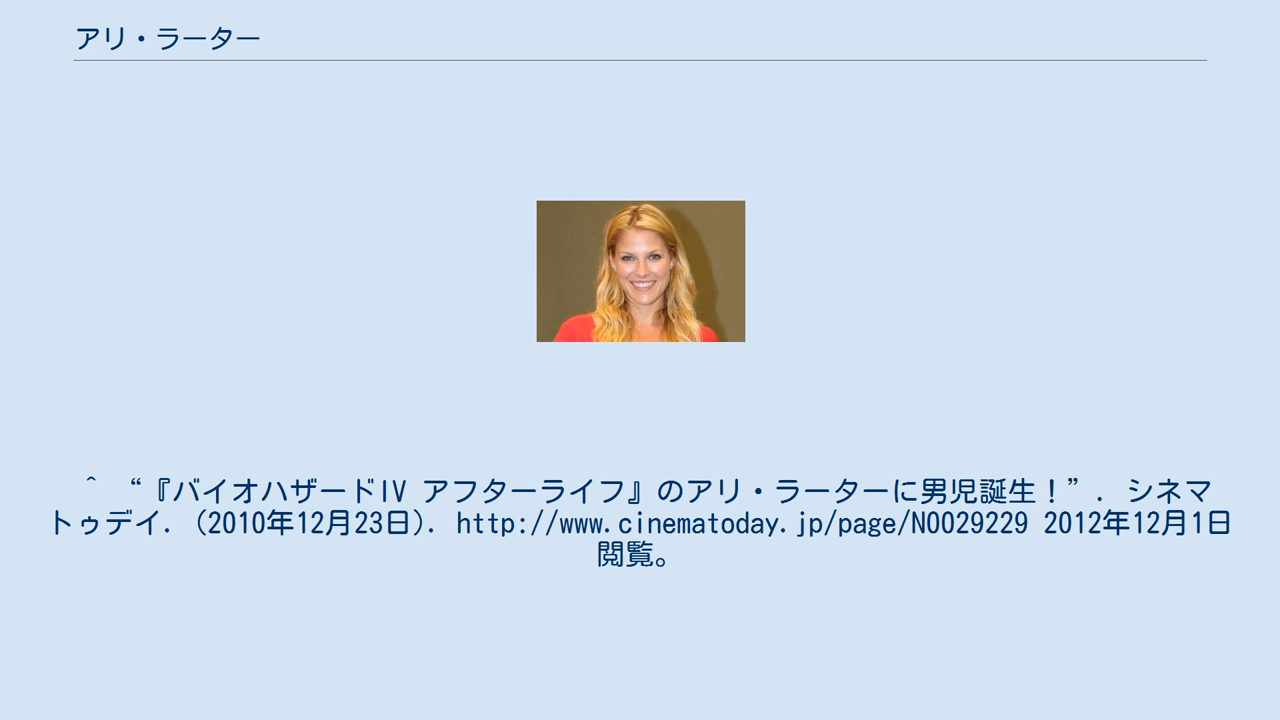 アリ・ラーター
^ “『バイオハザードIV アフターライフ』のアリ・ラーターに男児誕生！”. シネマ
トゥデイ. (2010年12月23日). http://www.cinematoday.jp/page/N0029229 2012年12月1日
閲覧。